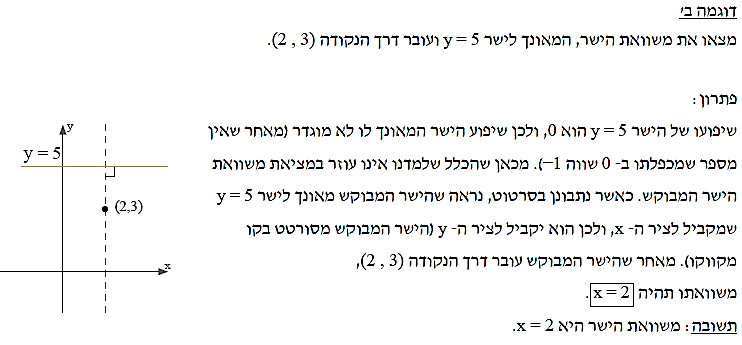 דוגמה ב׳
מצאו את משוואת הישר, המאונך לישר y = 5 ועובר דרך הנקודה (2 , 3).
פתרון:
שיפועו של הישר y = 5 הוא 0, ולכן שיפוע הישר המאונך לו לא מוגדר (מאחר שאין
מספר שמכפלתו ב- 0 שווה 1−). מכאן שהכלל שלמדנו אינו עוזר במציאת משוואת
הישר המבוקש. כאשר נתבונן בסרטוט, נראה שהישר המבוקש מאונך לישר y = 5
שמקביל לציר ה- x, ולכן הוא יקביל לציר ה- y (הישר המבוקש מסורטט בקו
מקווקו). מאחר שהישר המבוקש עובר דרך הנקודה (2 , 3),
משוואתו תהיה x = 2.
תשובה: משוואת הישר היא x = 2.
y
y = 5
(2,3)
x